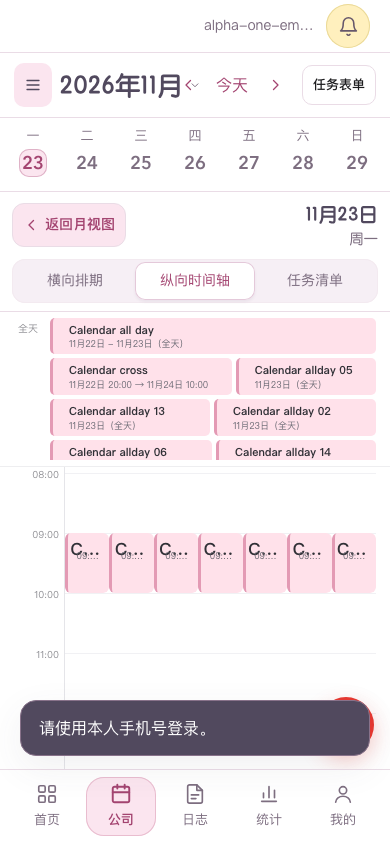 alpha-one-em...
2026年11月
今天
任务表单
一 二 三 四 五 六 日
23 24 25 26 27 28 29
返回月视图
11月23日
周一
横向排期 纵向时间轴 任务清单
全天
Calendar all day
11月22日 – 11月23日（全天）
Calendar cross
11月22日 20:00 → 11月24日 10:00
Calendar allday 05
11月23日（全天）
Calendar allday 13
11月23日（全天）
Calendar allday 02
11月23日（全天）
Calendar allday 06
Calendar allday 14
08:00
09:00
C... C... C... C... C... C... C...
09:... 09:... 09:... 09:... 09:... 09:... 09:...
10:00
11:00
请使用本人手机号登录。
首页 公司 日志 统计 我的